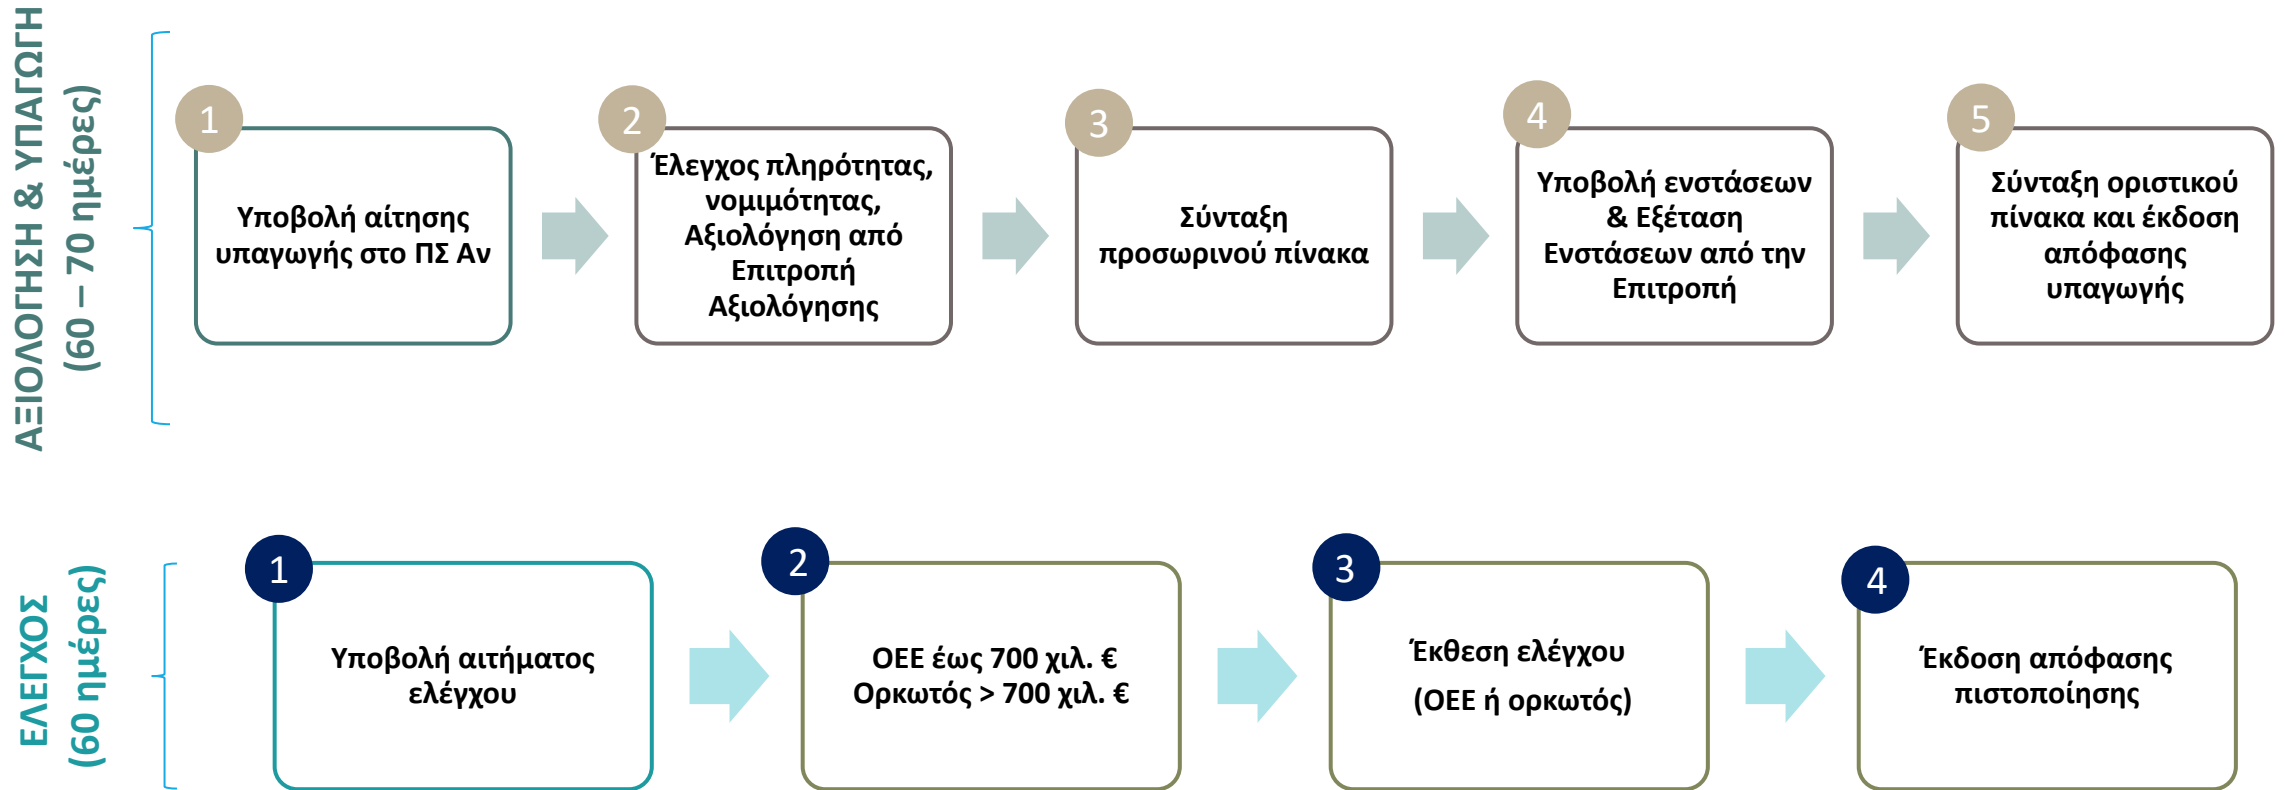 ΑΞΙΟΛΟΓΗΣΗ & ΥΠΑΓΩΓΗ
(60 – 70 ημέρες)
1
Υποβολή αίτησης
υπαγωγής στο ΠΣ Αν
2
Έλεγχος πληρότητας,
νομιμότητας,
Αξιολόγηση από
Επιτροπή
Αξιολόγησης
3
Σύνταξη
προσωρινού πίνακα
4
Υποβολή ενστάσεων
& Εξέταση
Ενστάσεων από την
Επιτροπή
5
Σύνταξη οριστικού
πίνακα και έκδοση
απόφασης
υπαγωγής
ΕΛΕΓΧΟΣ
(60 ημέρες)
1
Υποβολή αιτήματος
ελέγχου
2
ΟΕΕ έως 700 χιλ. €
Ορκωτός > 700 χιλ. €
3
Έκθεση ελέγχου
(ΟΕΕ ή ορκωτός)
4
Έκδοση απόφασης
πιστοποίησης